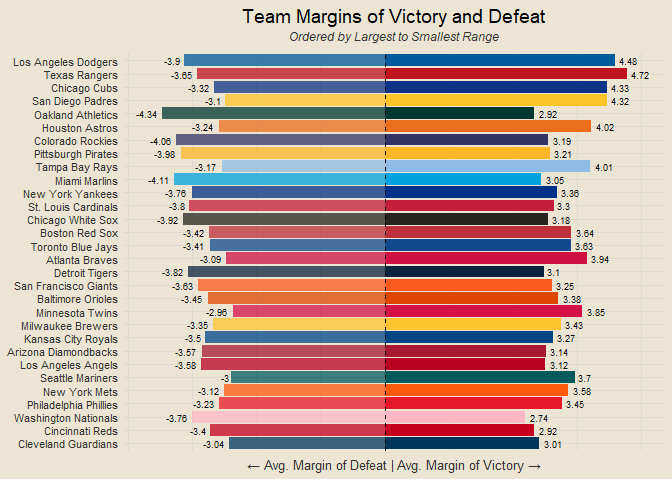 Team Margins of Victory and Defeat
Ordered by Largest to Smallest Range
Los Angeles Dodgers -3.9 4.48
Texas Rangers -3.65 4.72
Chicago Cubs -3.32 4.33
San Diego Padres -3.1 4.32
Oakland Athletics -4.34 2.92
Houston Astros -3.24 4.02
Colorado Rockies -4.06 3.19
Pittsburgh Pirates -3.98 3.21
Tampa Bay Rays -3.17 4.01
Miami Marlins -4.11 3.05
New York Yankees -3.76 3.36
St. Louis Cardinals -3.8 3.3
Chicago White Sox -3.92 3.18
Boston Red Sox -3.42 3.64
Toronto Blue Jays -3.41 3.63
Atlanta Braves -3.09 3.94
Detroit Tigers -3.82 3.1
San Francisco Giants -3.63 3.25
Baltimore Orioles -3.45 3.38
Minnesota Twins -2.96 3.85
Milwaukee Brewers -3.35 3.43
Kansas City Royals -3.5 3.27
Arizona Diamondbacks -3.57 3.14
Los Angeles Angels -3.58 3.12
Seattle Mariners -3 3.7
New York Mets -3.12 3.58
Philadelphia Phillies -3.23 3.45
Washington Nationals -3.76 2.74
Cincinnati Reds -3.4 2.92
Cleveland Guardians -3.04 3.01
← Avg. Margin of Defeat | Avg. Margin of Victory →